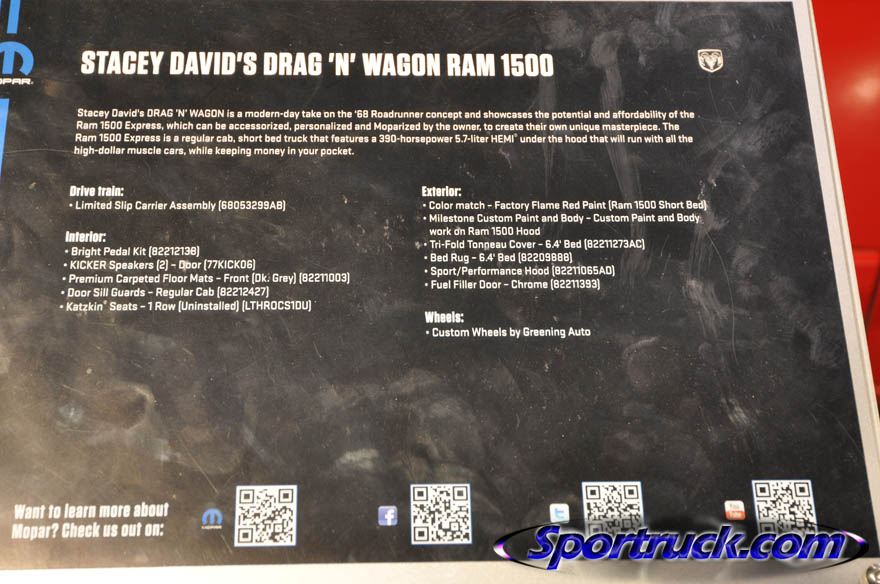 MOPAR
STACEY DAVID'S DRAG 'N' WAGON RAM 1500
Stacey David's DRAG 'N' WAGON is a modern-day take on the '68 Roadrunner concept and showcases the potential and affordability of the
Ram 1500 Express, which can be accessorized, personalized and Moparized by the owner, to create their own unique masterpiece. The
Ram 1500 Express is a regular cab, short bed truck that features a 390-horsepower 5.7-liter HEMI® under the hood that will run with all the
high-dollar muscle cars, while keeping money in your pocket.
Drive train:
• Limited Slip Carrier Assembly (68053299AB)
Interior:
• Bright Pedal Kit (82212138)
• KICKER Speakers (2) - Door (77KICK06)
• Premium Carpeted Floor Mats - Front (Dk. Grey) (82211003)
• Door Sill Guards - Regular Cab (82212427)
• Katzkin® Seats - 1 Row (Uninstalled) (LTHROCS1DU)
Exterior:
• Color match - Factory Flame Red Paint (Ram 1500 Short Bed)
• Milestone Custom Paint and Body - Custom Paint and Body
work on Ram 1500 Hood
• Tri-Fold Tonneau Cover - 6.4' Bed (82211273AC)
• Bed Rug - 6.4' Bed (82209888)
• Sport/Performance Hood (82211065AD)
• Fuel Filler Door - Chrome (82211393)
Wheels:
• Custom Wheels by Greening Auto
Want to learn more about
Mopar? Check us out on:
MOPAR
You Tube
Sportruck.com